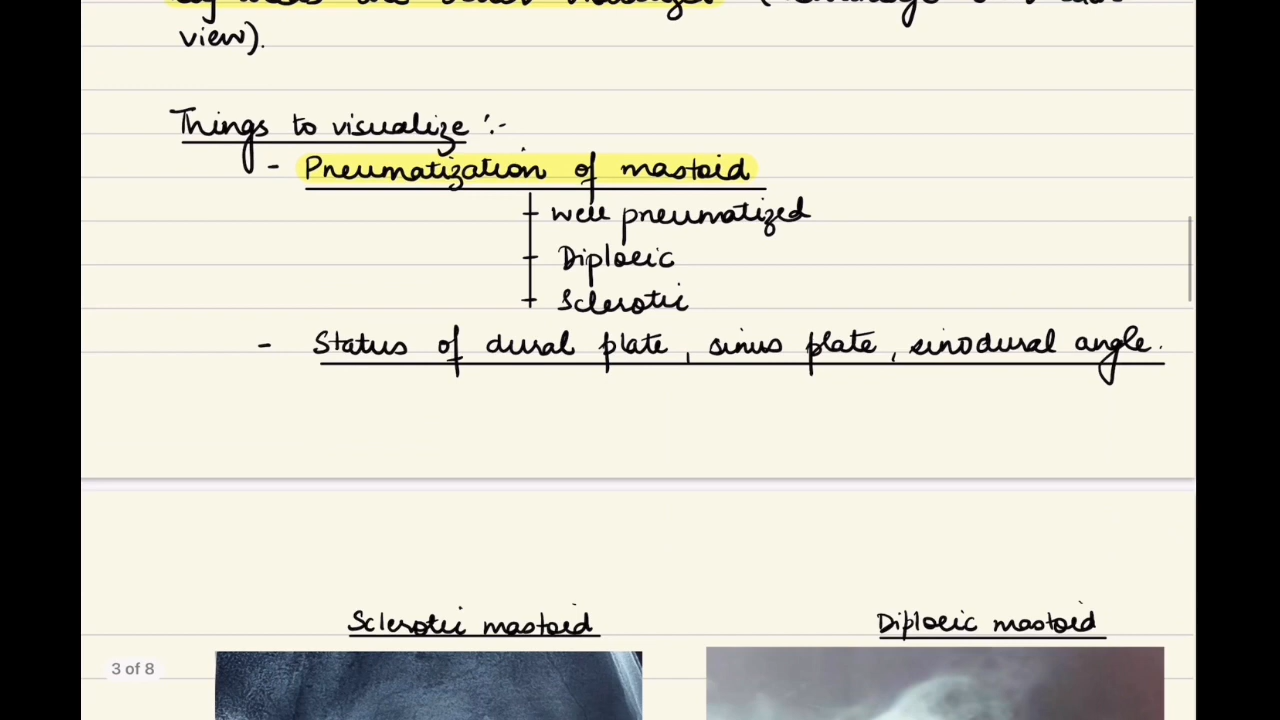 view).
Things to visualize :-
- Pneumatization of mastoid
well pneumatized
Diploeic
Sclerotic
- Status of dural plate, sinus plate, sinodural angle.
Sclerotic mastoid
Diploeic mastoid
3 of 8